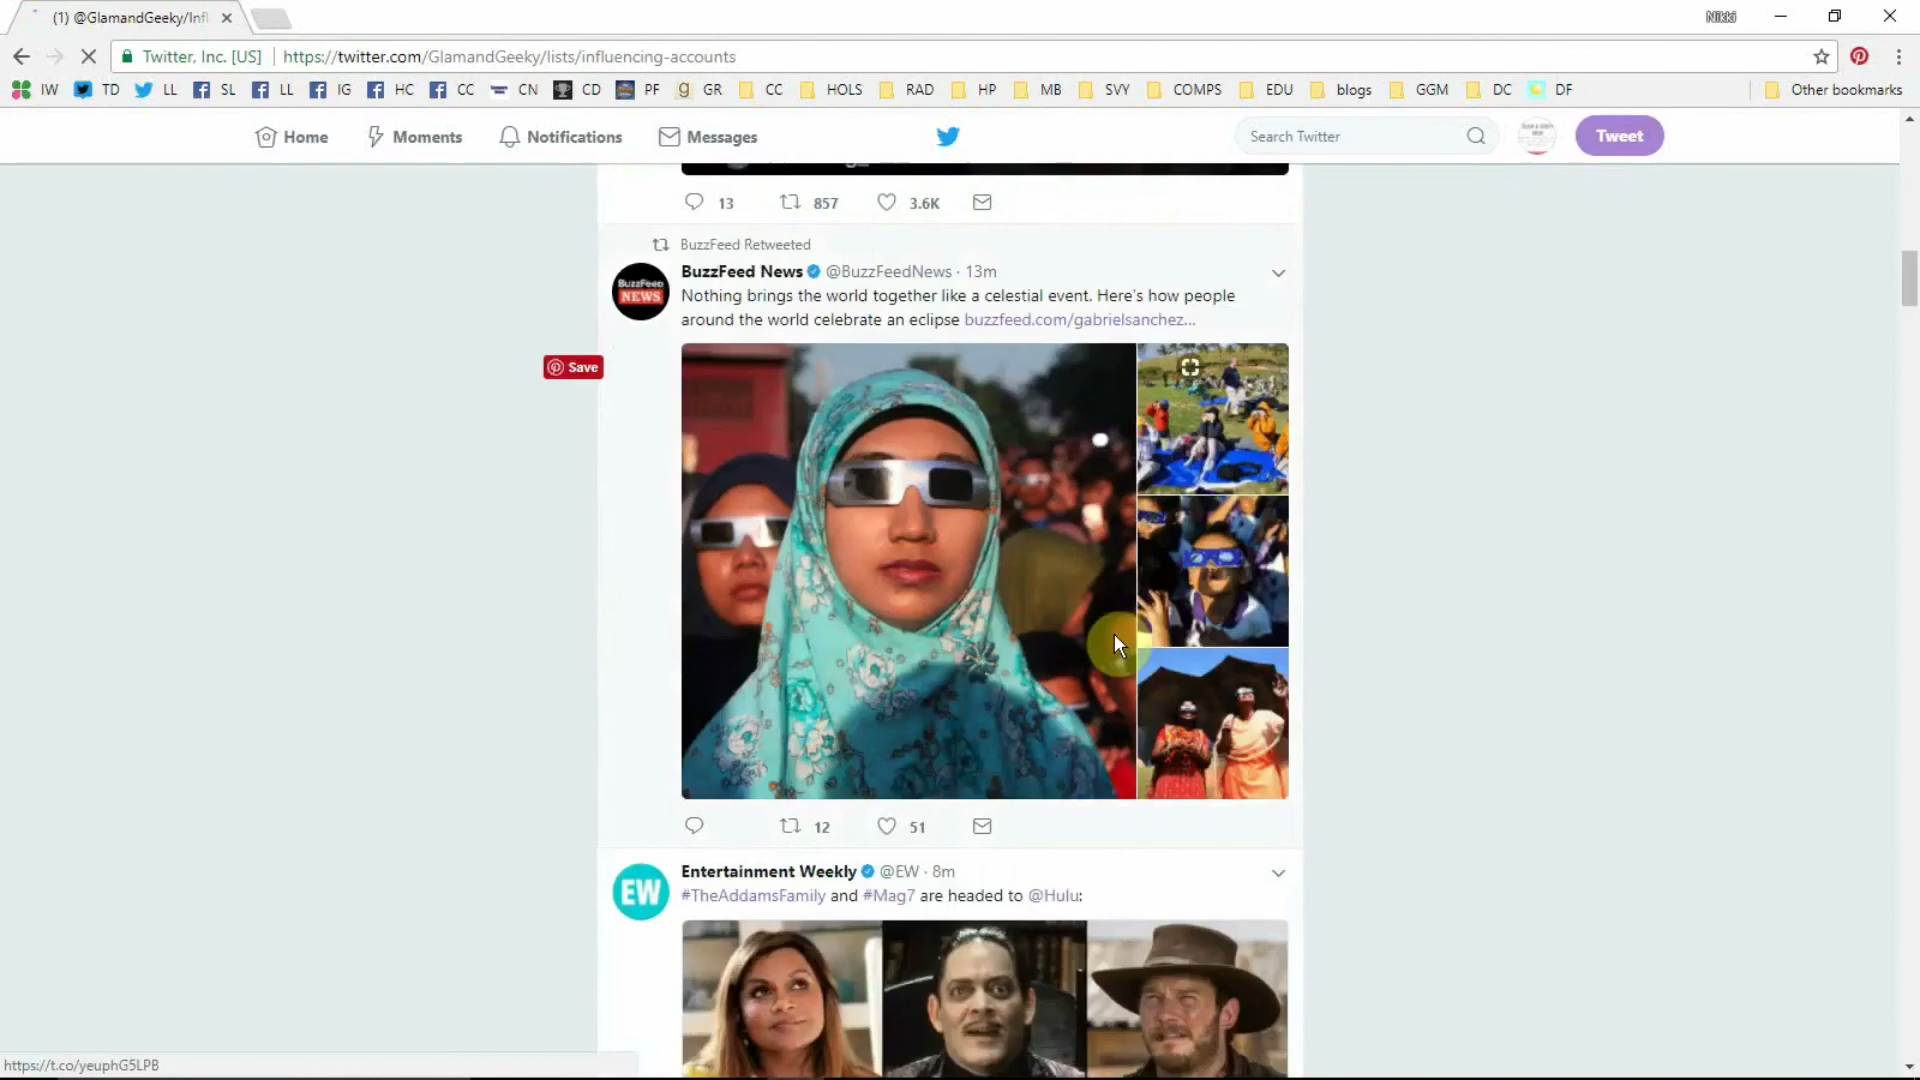 (1) @GlamandGeeky/Infl
Nikki
Twitter, Inc. [US] https://twitter.com/GlamandGeeky/lists/influencing-accounts
IW TD LL SL LL IG HC CC CN CD PF GR CC HOLS RAD HP MB SVY COMPS EDU blogs GGM DC DF Other bookmarks
Home Moments Notifications Messages Search Twitter Tweet
13 857 3.6K
BuzzFeed Retweeted
BuzzFeed NEWS
BuzzFeed News @BuzzFeedNews · 13m
Nothing brings the world together like a celestial event. Here's how people
around the world celebrate an eclipse buzzfeed.com/gabrielsanchez...
Save
12 51
EW
Entertainment Weekly @EW · 8m
#TheAddamsFamily and #Mag7 are headed to @Hulu:
https://t.co/yeuphG5LPB